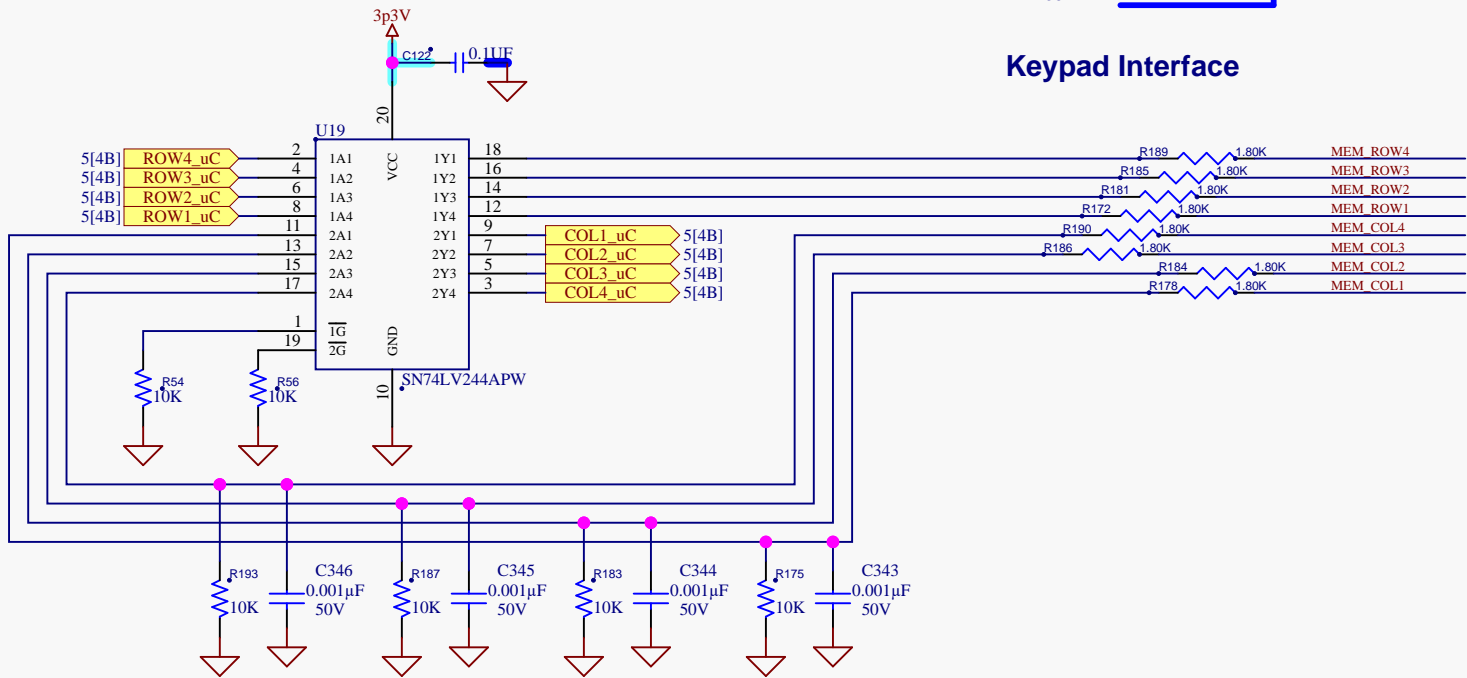 3p3V
C122 0.1UF
Keypad Interface
20
U19
5[4B] ROW4_uC 2 1A1 VCC 1Y1 18 R189 1.80K MEM_ROW4
5[4B] ROW3_uC 4 1A2 1Y2 16 R185 1.80K MEM_ROW3
5[4B] ROW2_uC 6 1A3 1Y3 14 R181 1.80K MEM_ROW2
5[4B] ROW1_uC 8 1A4 1Y4 12 R172 1.80K MEM_ROW1
11 2A1 2Y1 9 COL1_uC 5[4B] R190 1.80K MEM_COL4
13 2A2 2Y2 7 COL2_uC 5[4B] R186 1.80K MEM_COL3
15 2A3 2Y3 5 COL3_uC 5[4B] R184 1.80K MEM_COL2
17 2A4 2Y4 3 COL4_uC 5[4B] R178 1.80K MEM_COL1
1 1G GND
19 2G
SN74LV244APW
10
R54 R56
10K 10K
R193 C346 R187 C345 R183 C344 R175 C343
0.001µF 0.001µF 0.001µF 0.001µF
10K 50V 10K 50V 10K 50V 10K 50V